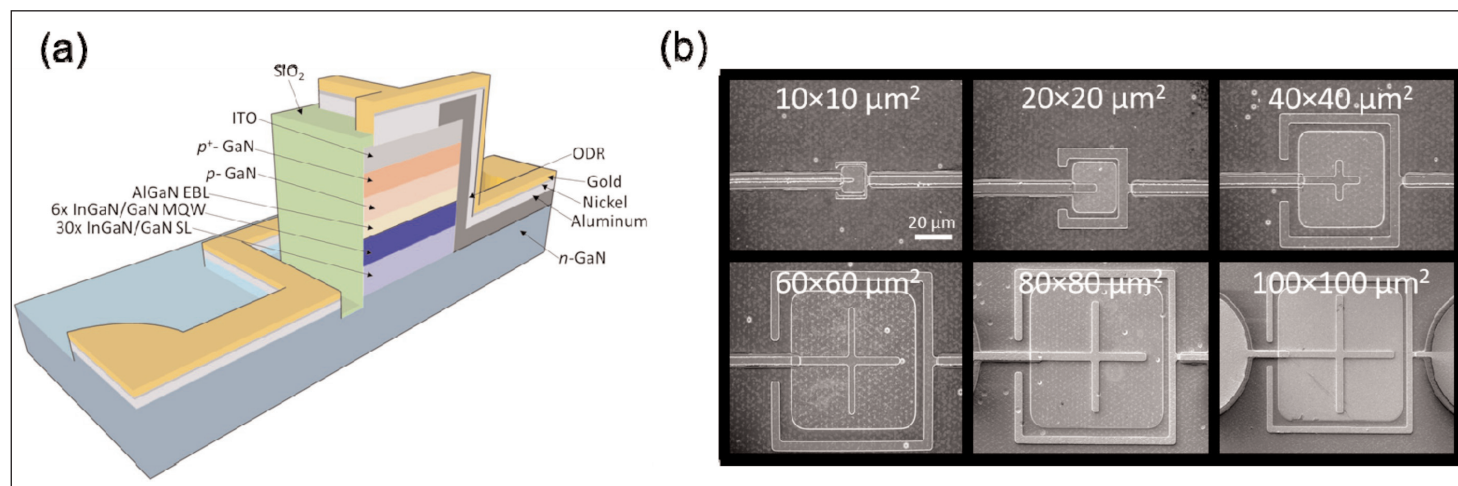 (a)
SiO₂
ITO
p⁺- GaN
p- GaN
AlGaN EBL
6x InGaN/GaN MQW
30x InGaN/GaN SL
ODR
Gold
Nickel
Aluminum
n-GaN
(b)
10×10 µm²
20×20 µm²
40×40 µm²
20 µm
60×60 µm²
80×80 µm²
100×100 µm²